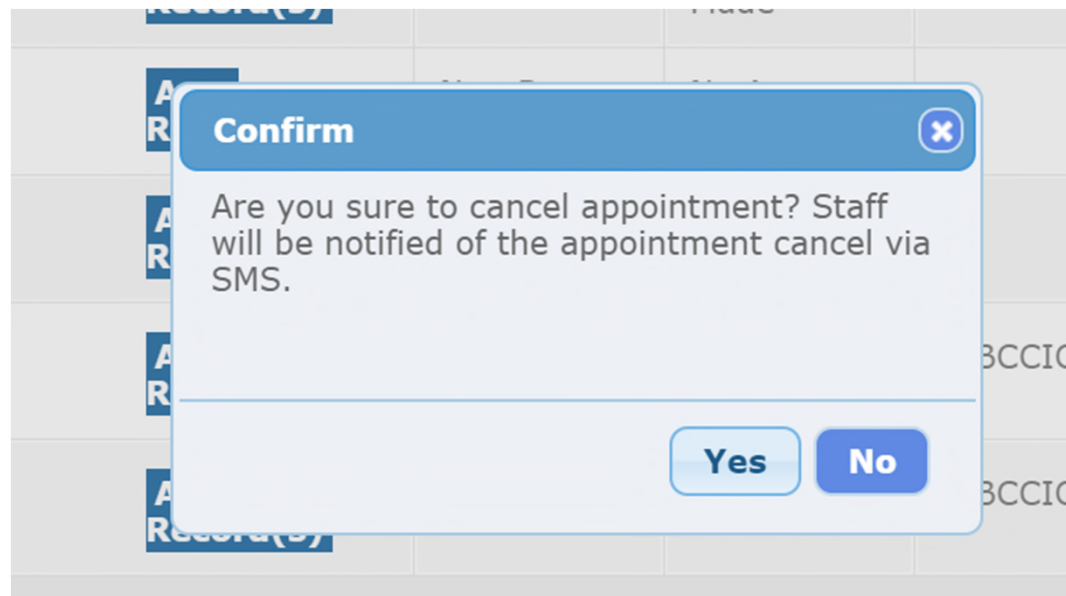 Confirm
Are you sure to cancel appointment? Staff
will be notified of the appointment cancel via
SMS.
Yes
No